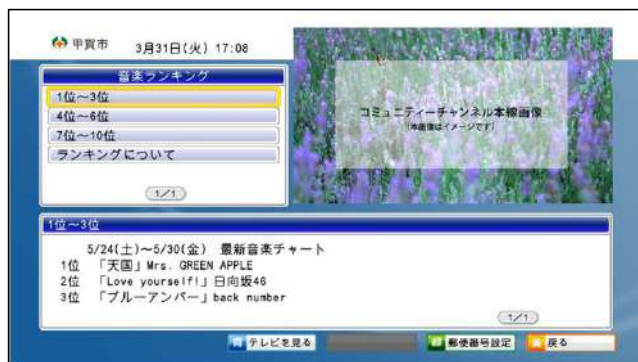 甲賀市
3月31日(火) 17:08
音楽ランキング
1位～3位
4位～6位
7位～10位
ランキングについて
(1/1)
コミュニティーチャンネル本線画像
(本画像はイメージです)
1位～3位
5/24(土)～5/30(金) 最新音楽チャート
1位 「天国」Mrs. GREEN APPLE
2位 「Love yourself!」日向坂46
3位 「ブルーアンバー」back number
(1/1)
青 テレビを見る
緑 郵便番号設定
戻る